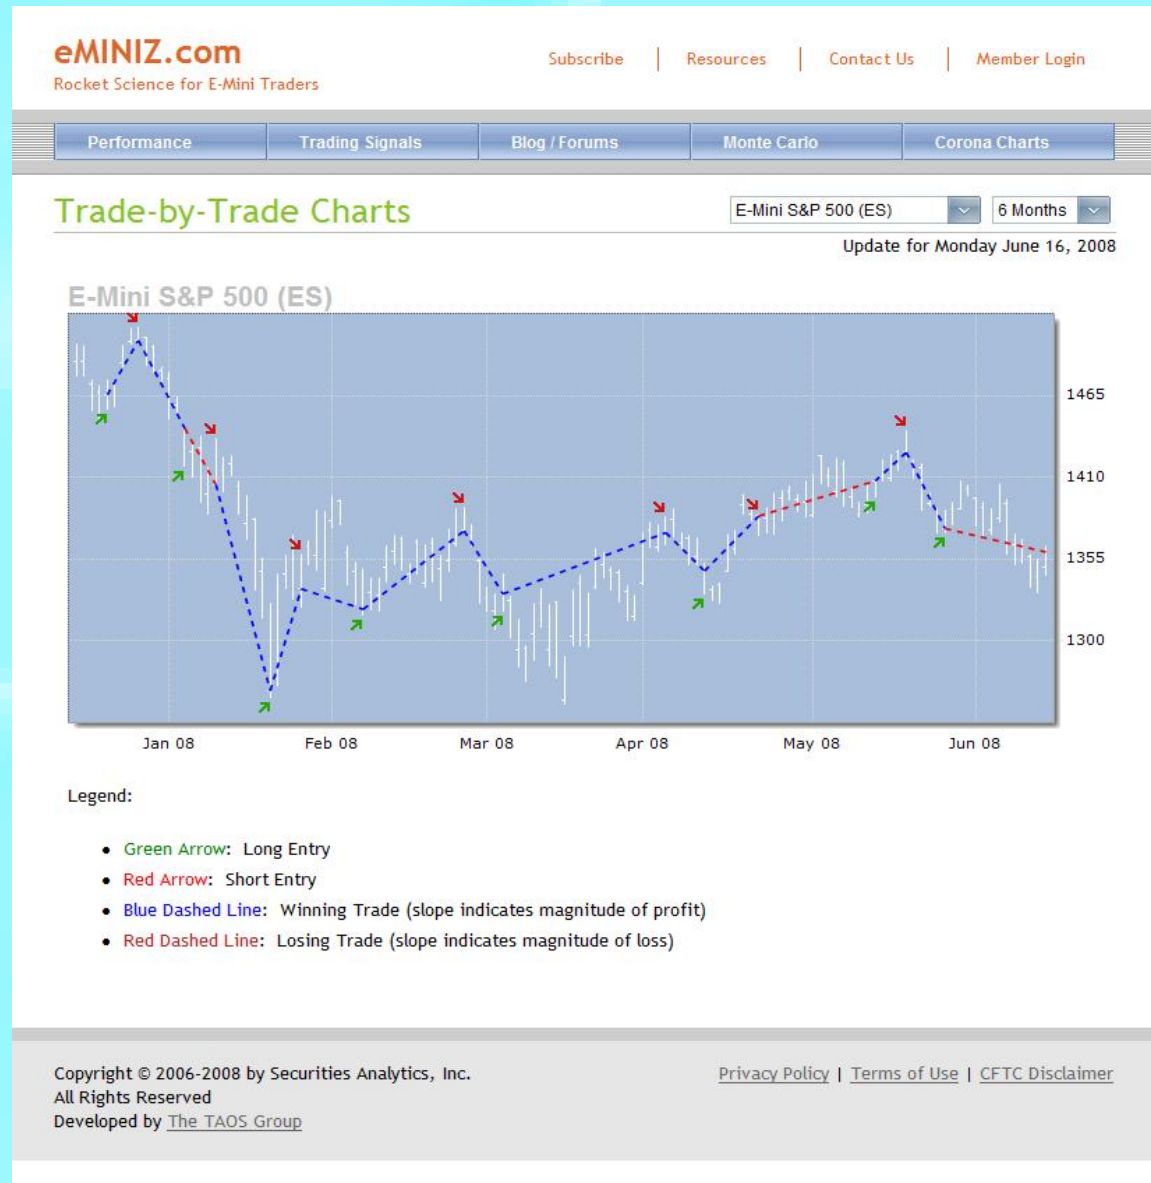 eMINIZ.com
Rocket Science for E-Mini Traders
Subscribe | Resources | Contact Us | Member Login
Performance Trading Signals Blog / Forums Monte Carlo Corona Charts
Trade-by-Trade Charts
E-Mini S&P 500 (ES) 6 Months
Update for Monday June 16, 2008
E-Mini S&P 500 (ES)
1465
1410
1355
1300
Jan 08 Feb 08 Mar 08 Apr 08 May 08 Jun 08
Legend:
• Green Arrow: Long Entry
• Red Arrow: Short Entry
• Blue Dashed Line: Winning Trade (slope indicates magnitude of profit)
• Red Dashed Line: Losing Trade (slope indicates magnitude of loss)
Copyright © 2006-2008 by Securities Analytics, Inc.
All Rights Reserved
Developed by The TAOS Group
Privacy Policy | Terms of Use | CFTC Disclaimer